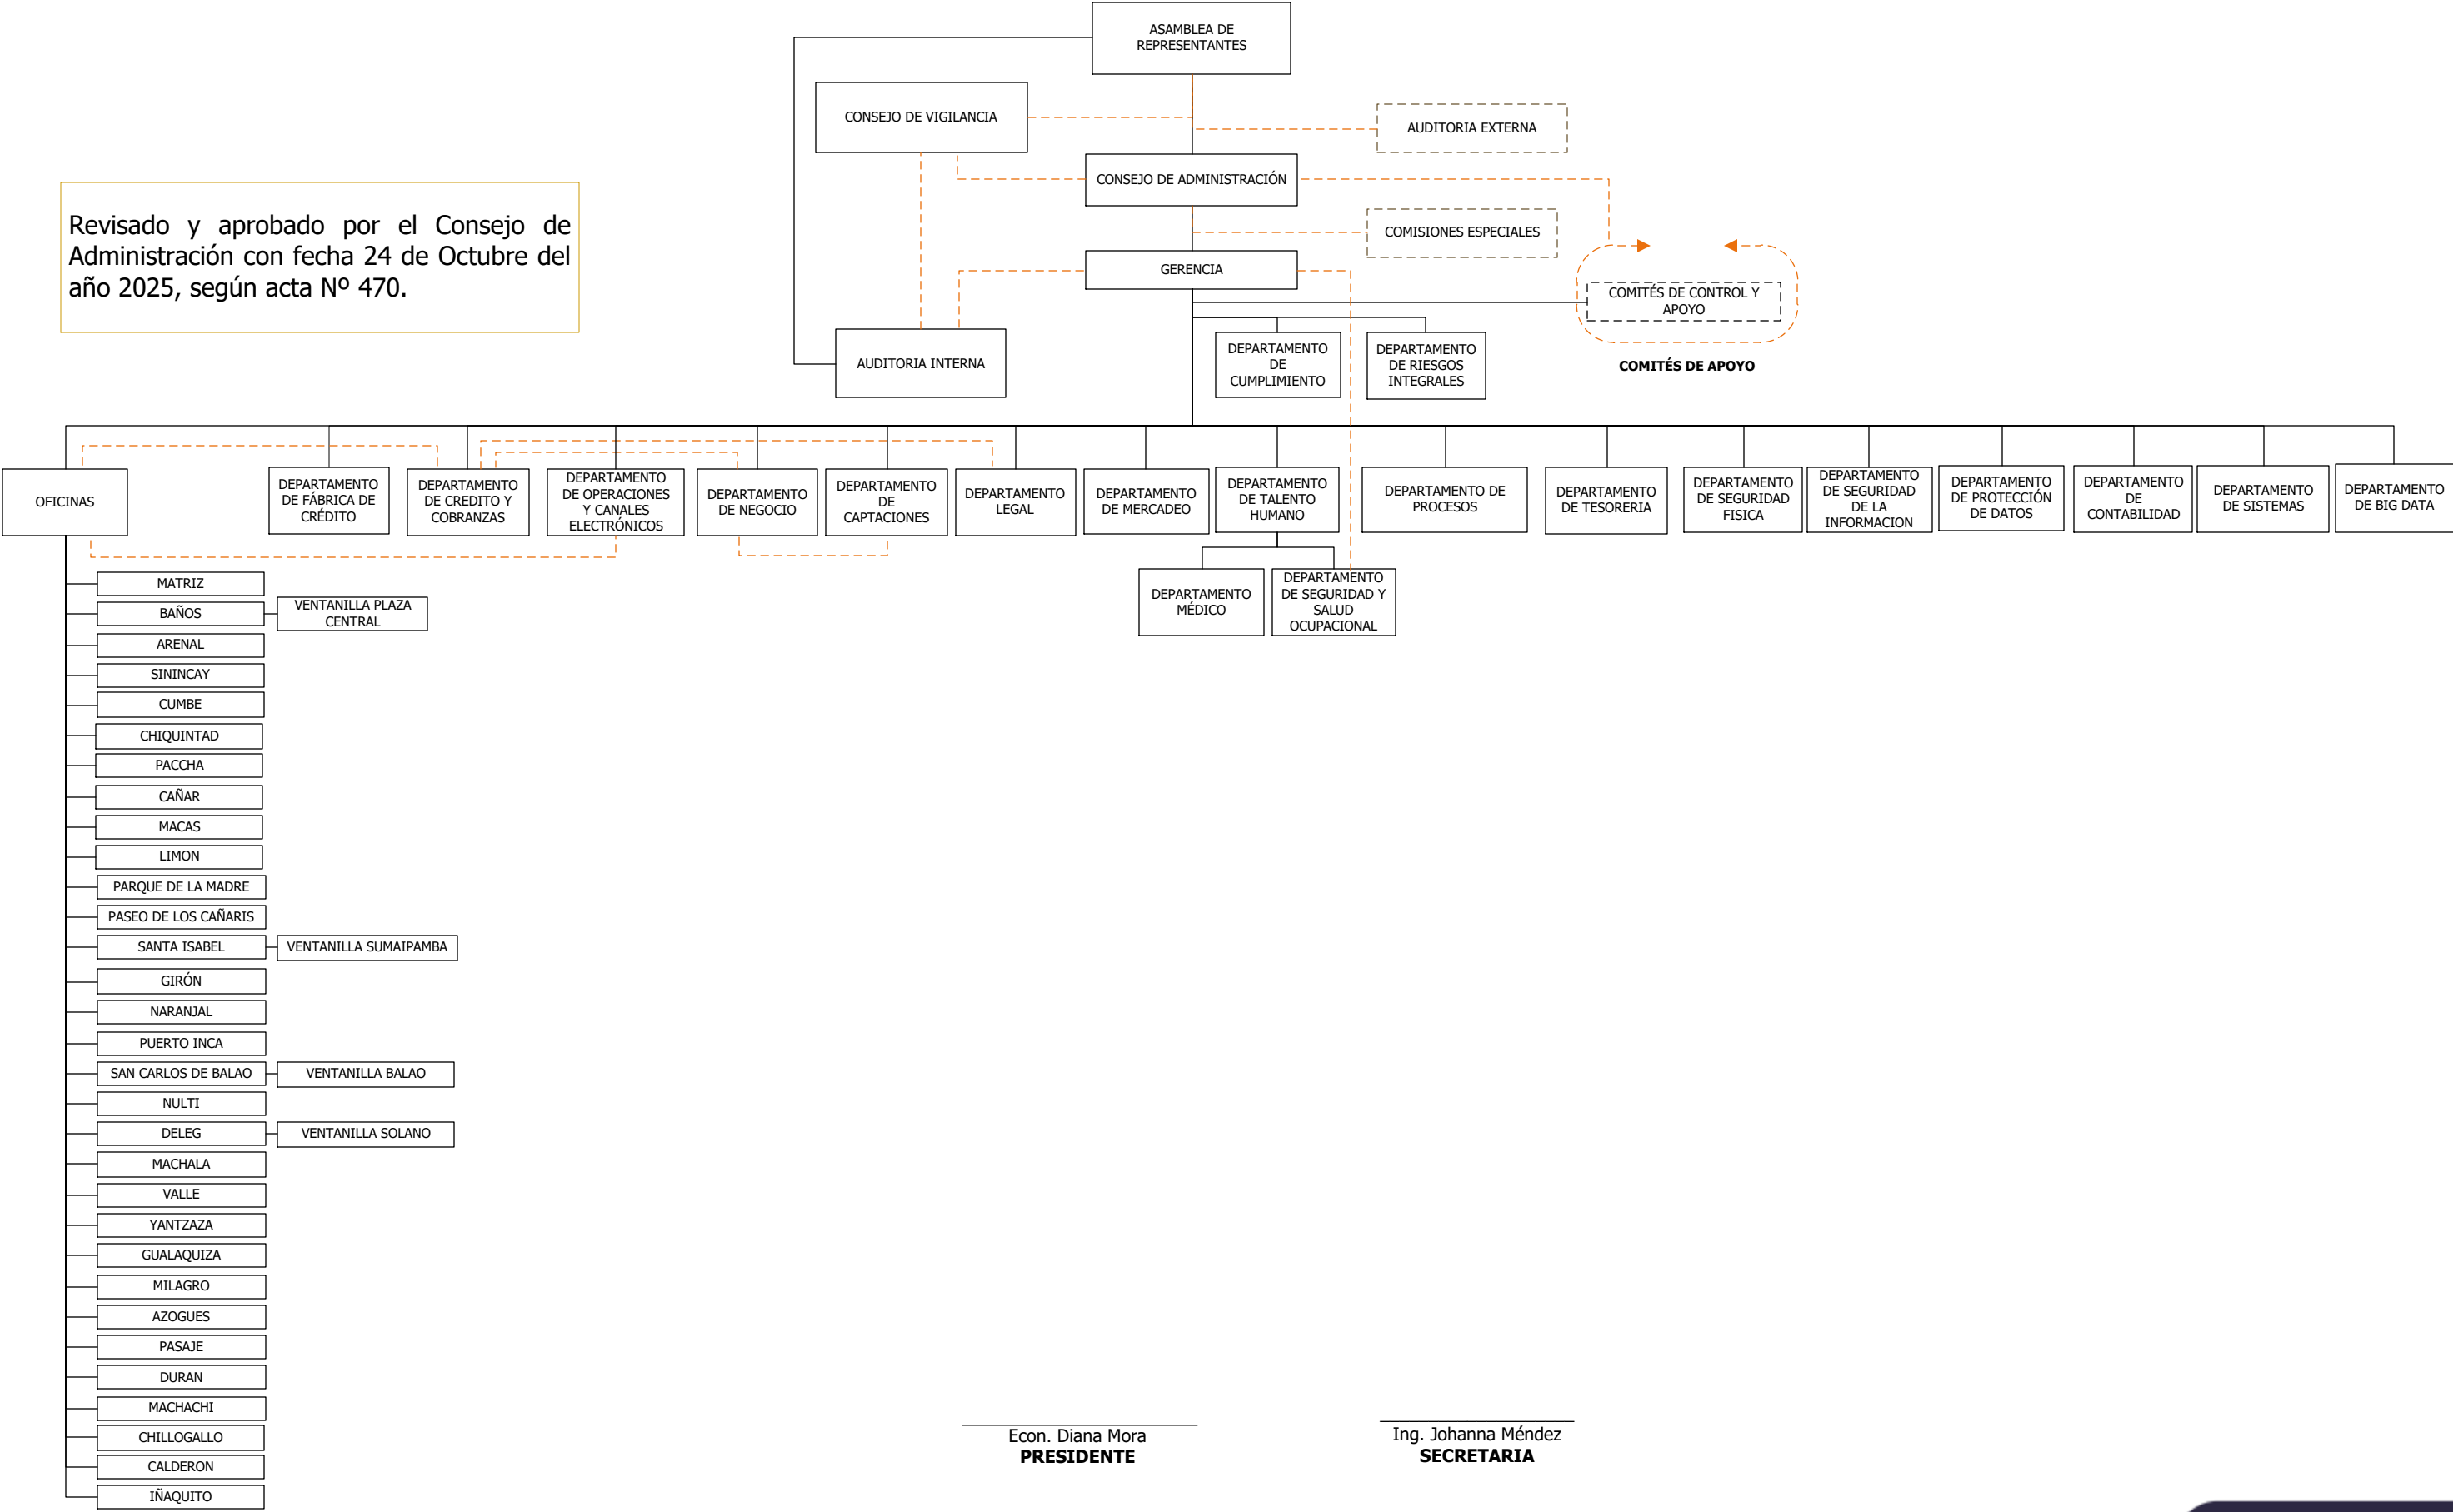 ASAMBLEA DE
REPRESENTANTES
CONSEJO DE VIGILANCIA
AUDITORIA EXTERNA
CONSEJO DE ADMINISTRACIÓN
Revisado y aprobado por el Consejo de
Administración con fecha 24 de Octubre del
año 2025, según acta Nº 470.
COMISIONES ESPECIALES
GERENCIA
COMITÉS DE CONTROL Y
APOYO
AUDITORIA INTERNA
DEPARTAMENTO
DE
CUMPLIMIENTO
DEPARTAMENTO
DE RIESGOS
INTEGRALES
COMITÉS DE APOYO
OFICINAS
DEPARTAMENTO
DE FÁBRICA DE
CRÉDITO
DEPARTAMENTO
DE CREDITO Y
COBRANZAS
DEPARTAMENTO
DE OPERACIONES
Y CANALES
ELECTRÓNICOS
DEPARTAMENTO
DE NEGOCIO
DEPARTAMENTO
DE
CAPTACIONES
DEPARTAMENTO
LEGAL
DEPARTAMENTO
DE MERCADEO
DEPARTAMENTO
DE TALENTO
HUMANO
DEPARTAMENTO DE
PROCESOS
DEPARTAMENTO
DE TESORERIA
DEPARTAMENTO
DE SEGURIDAD
FISICA
DEPARTAMENTO
DE SEGURIDAD
DE LA
INFORMACION
DEPARTAMENTO
DE PROTECCIÓN
DE DATOS
DEPARTAMENTO
DE
CONTABILIDAD
DEPARTAMENTO
DE SISTEMAS
DEPARTAMENTO
DE BIG DATA
DEPARTAMENTO
MÉDICO
DEPARTAMENTO
DE SEGURIDAD Y
SALUD
OCUPACIONAL
MATRIZ
BAÑOS
VENTANILLA PLAZA
CENTRAL
ARENAL
SININCAY
CUMBE
CHIQUINTAD
PACCHA
CAÑAR
MACAS
LIMON
PARQUE DE LA MADRE
PASEO DE LOS CAÑARIS
SANTA ISABEL
VENTANILLA SUMAIPAMBA
GIRÓN
NARANJAL
PUERTO INCA
SAN CARLOS DE BALAO
VENTANILLA BALAO
NULTI
DELEG
VENTANILLA SOLANO
MACHALA
VALLE
YANTZAZA
GUALAQUIZA
MILAGRO
AZOGUES
PASAJE
DURAN
MACHACHI
CHILLOGALLO
CALDERON
IÑAQUITO
Econ. Diana Mora
PRESIDENTE
Ing. Johanna Méndez
SECRETARIA